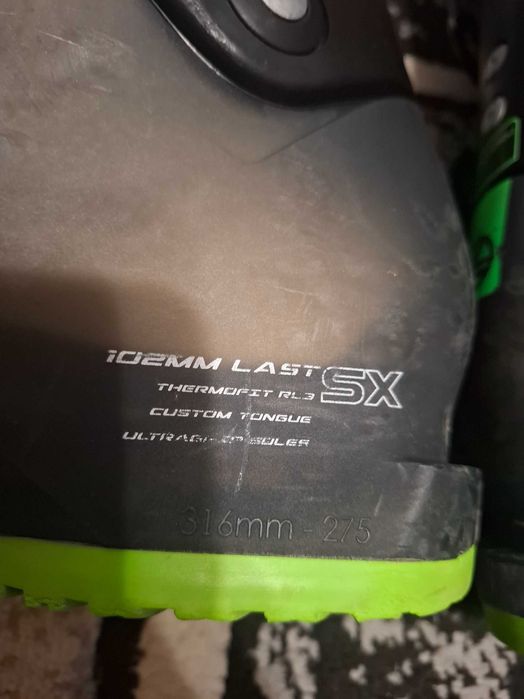 102MM LAST
SX
THERMOFIT RL3
CUSTOM TONGUE
SOLES
316mm - 275